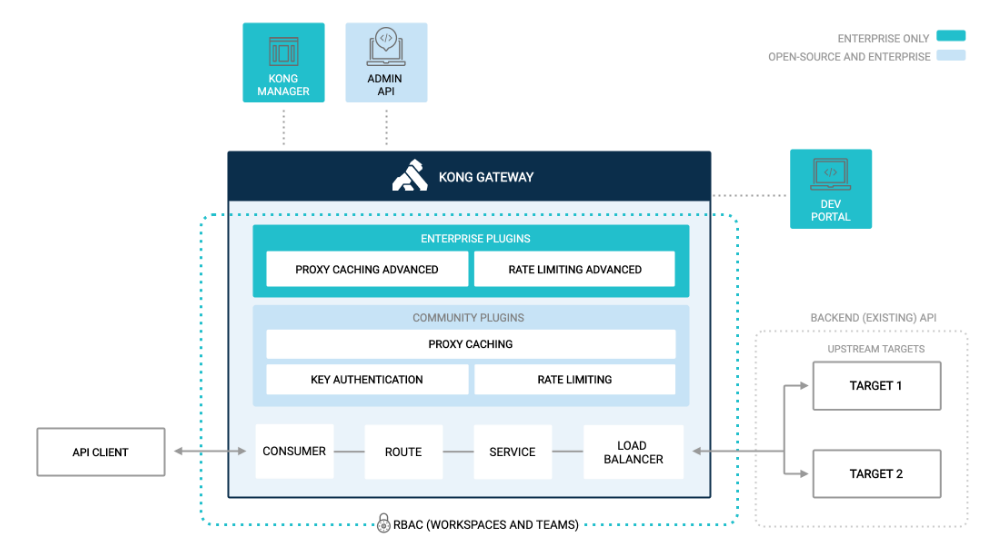 ENTERPRISE ONLY
OPEN-SOURCE AND ENTERPRISE
KONG
MANAGER
ADMIN
API
KONG GATEWAY
DEV
PORTAL
ENTERPRISE PLUGINS
PROXY CACHING ADVANCED
RATE LIMITING ADVANCED
COMMUNITY PLUGINS
PROXY CACHING
KEY AUTHENTICATION
RATE LIMITING
BACKEND (EXISTING) API
UPSTREAM TARGETS
TARGET 1
TARGET 2
API CLIENT
CONSUMER
ROUTE
SERVICE
LOAD
BALANCER
RBAC (WORKSPACES AND TEAMS)